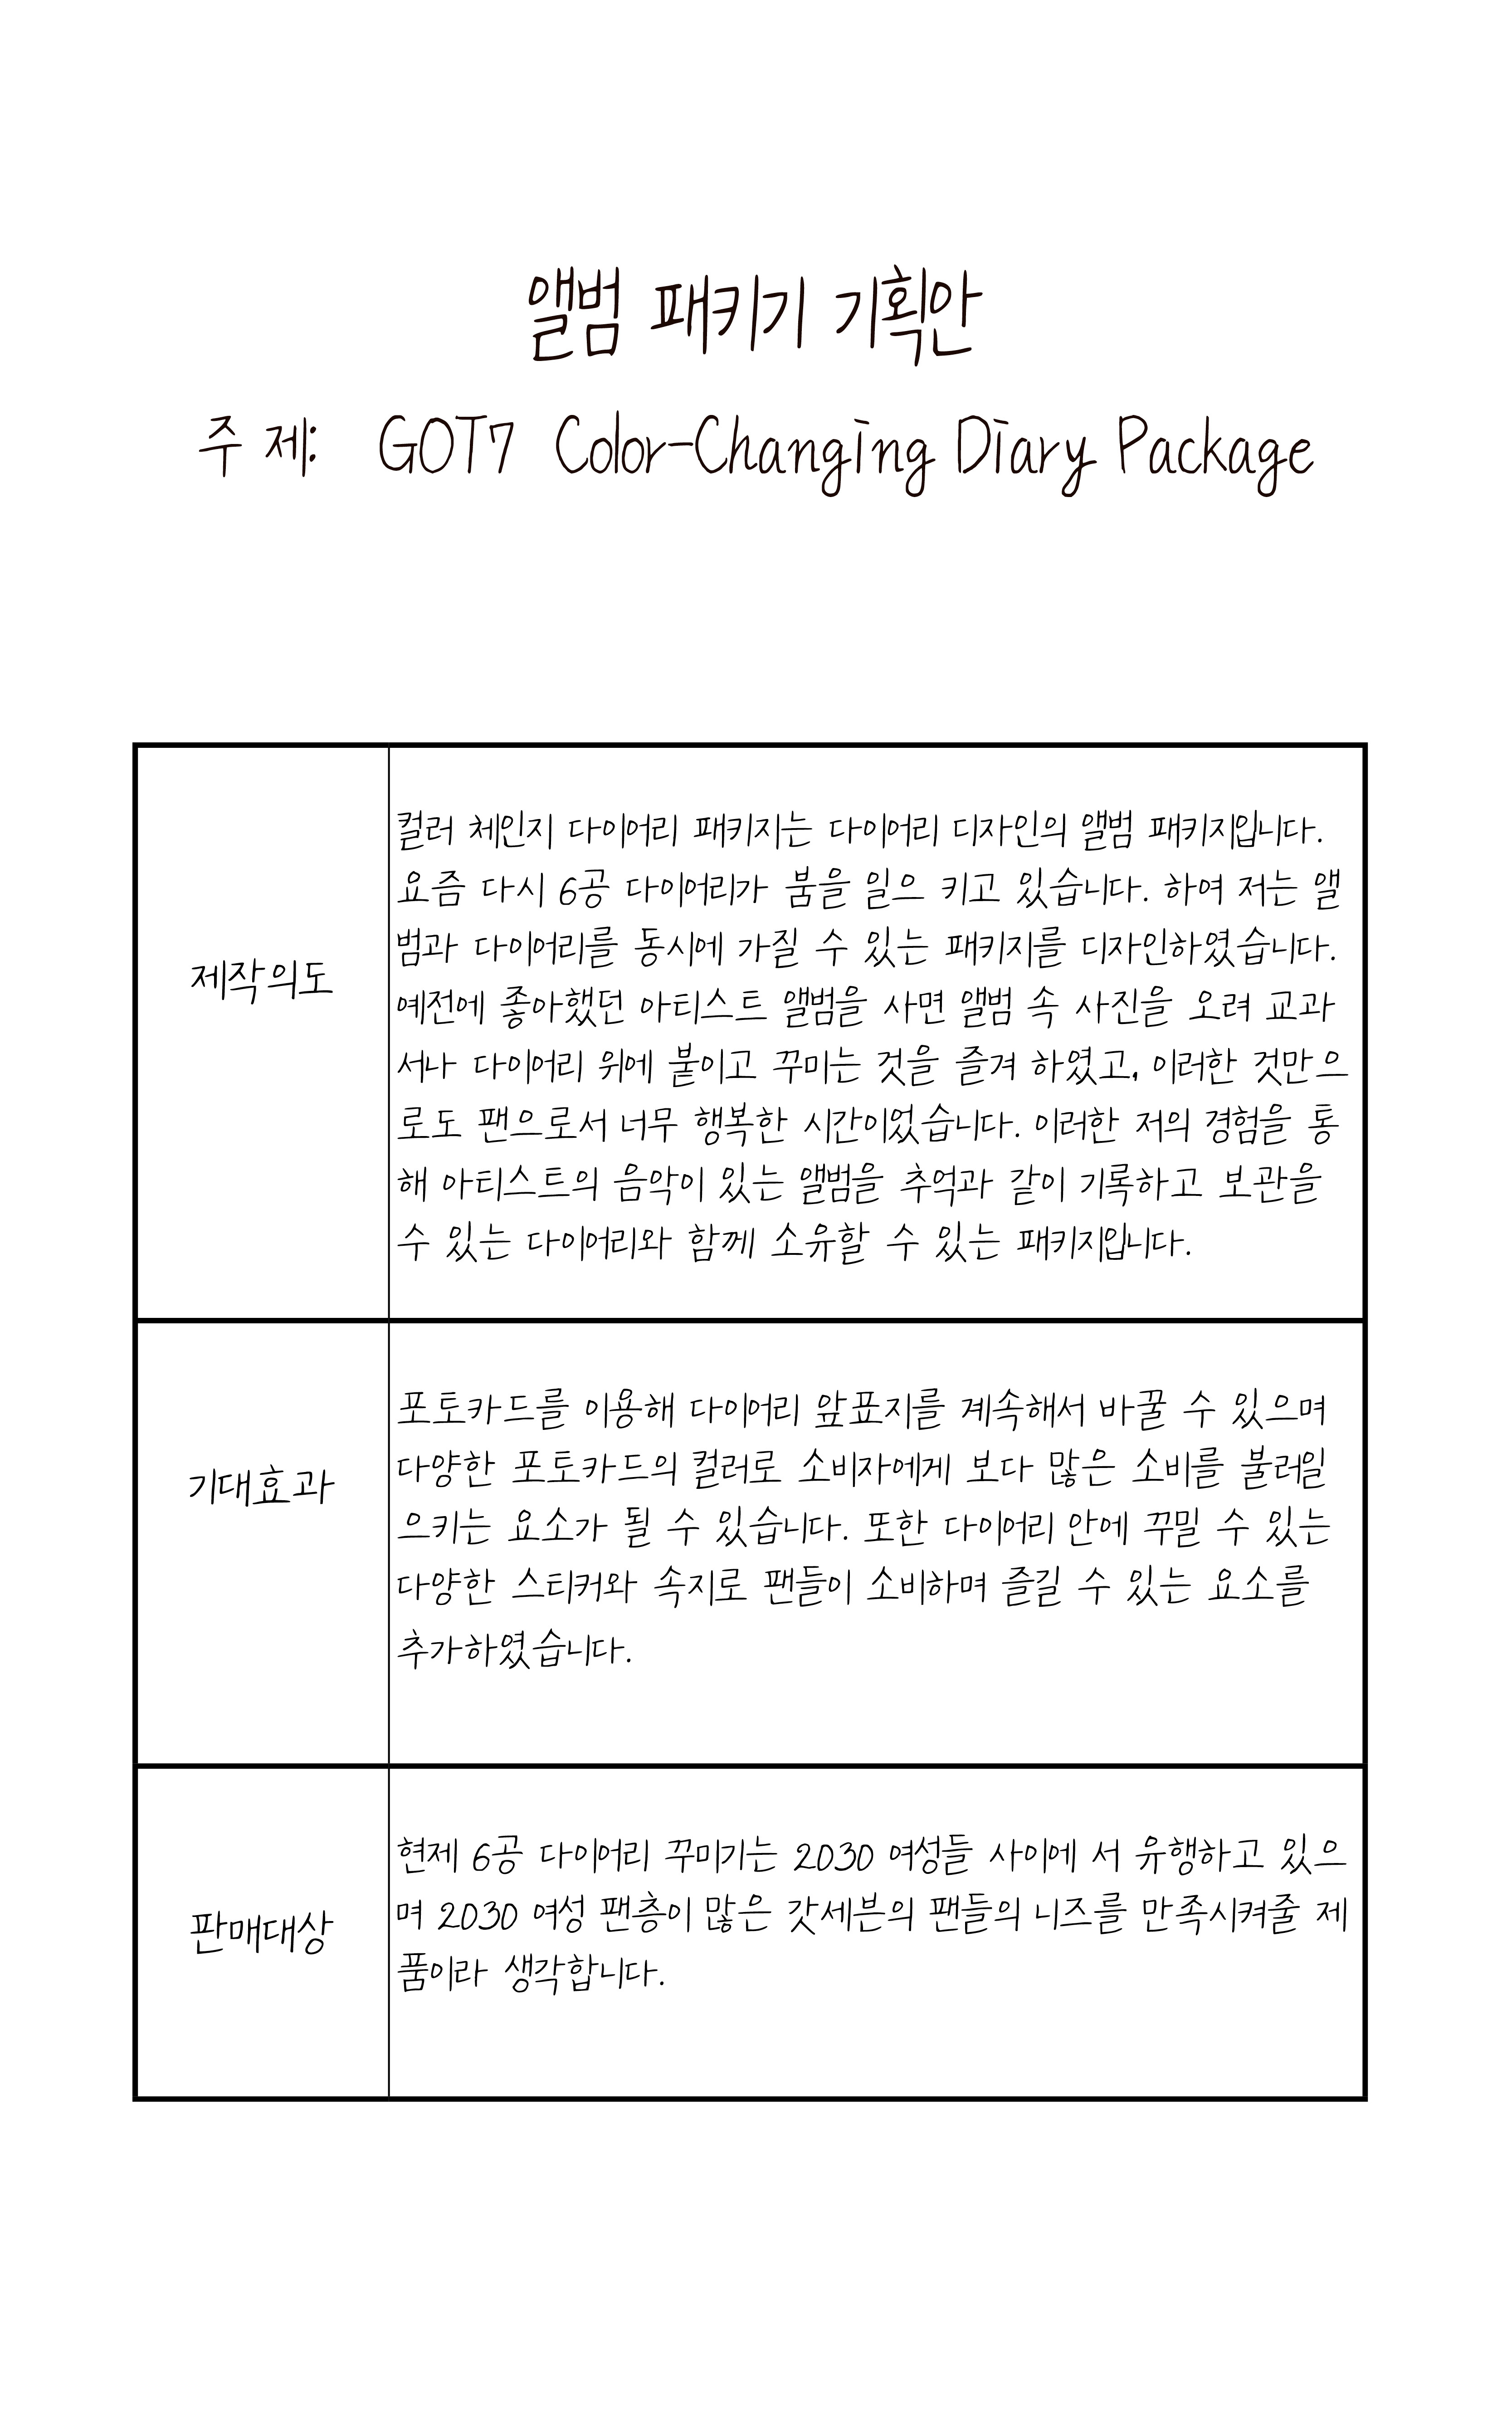 앨범 패키기 기획안
주 제: GOT7 Color-Changing Diary Package
제작의도
컬러 체인지 다이어리 패키지는 다이어리 디자인의 앨범 패키지입니다.
요즘 다시 6공 다이어리가 붐을 일으 키고 있습니다. 하여 저는 앨
범과 다이어리를 동시에 가질 수 있는 패키지를 디자인하였습니다.
예전에 좋아했던 아티스트 앨범을 사면 앨범 속 사진을 오려 교과
서나 다이어리 위에 붙이고 꾸미는 것을 즐겨 하였고, 이러한 것만으
로도 팬으로서 너무 행복한 시간이었습니다. 이러한 저의 경험을 통
해 아티스트의 음악이 있는 앨범을 추억과 같이 기록하고 보관을
수 있는 다이어리와 함께 소유할 수 있는 패키지입니다.
기대효과
포토카드를 이용해 다이어리 앞표지를 계속해서 바꿀 수 있으며
다양한 포토카드의 컬러로 소비자에게 보다 많은 소비를 불러일
으키는 요소가 될 수 있습니다. 또한 다이어리 안에 꾸밀 수 있는
다양한 스티커와 속지로 팬들이 소비하며 즐길 수 있는 요소를
추가하였습니다.
판매대상
현제 6공 다이어리 꾸미기는 2030 여성들 사이에 서 유행하고 있으
며 2030 여성 팬층이 많은 갓세븐의 팬들의 니즈를 만족시켜줄 제
품이라 생각합니다.